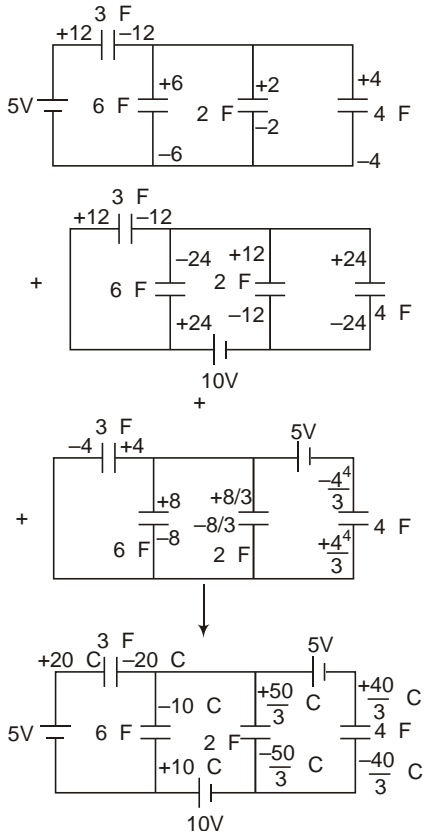 3 F
+12 –12
+6 +2 +4
5V 6 F 2 F 4 F
–2
–6 –4
3 F
+12 –12
–24 +12 +24
+ 6 F 2 F
+24 –12 –24 4 F
10V
+
3 F 5V
–4 +4
+8 +8/3 –4⁴/3
+ –8/3 4 F
6 F –8 2 F +4⁴/3
3 F 5V
+20 C –20 C
–10 C +50/3 C +40/3 C
5V 6 F 2 F 4 F
+10 C –50/3 C –40/3 C
10V